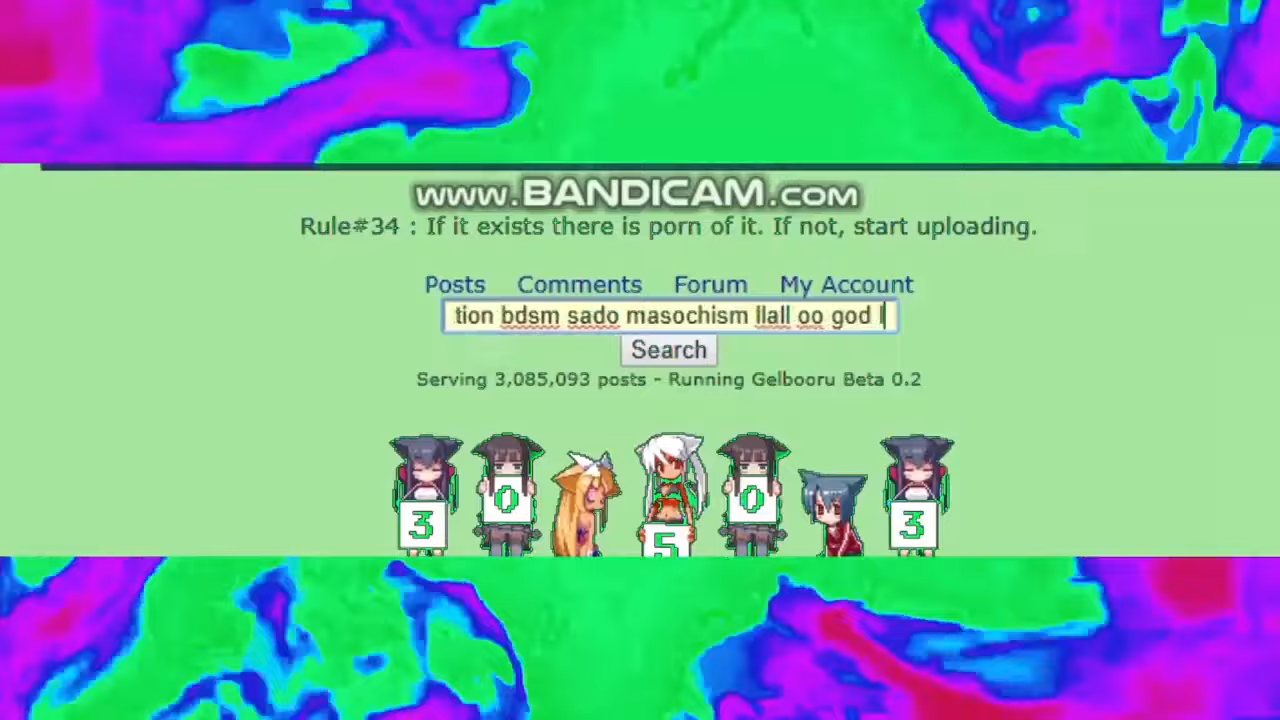 www.BANDICAM.com
Rule#34 : If it exists there is porn of it. If not, start uploading.
Posts Comments Forum My Account
tion bdsm sado masochism llall oo god l
Search
Serving 3,085,093 posts - Running Gelbooru Beta 0.2
3 0 5 0 3